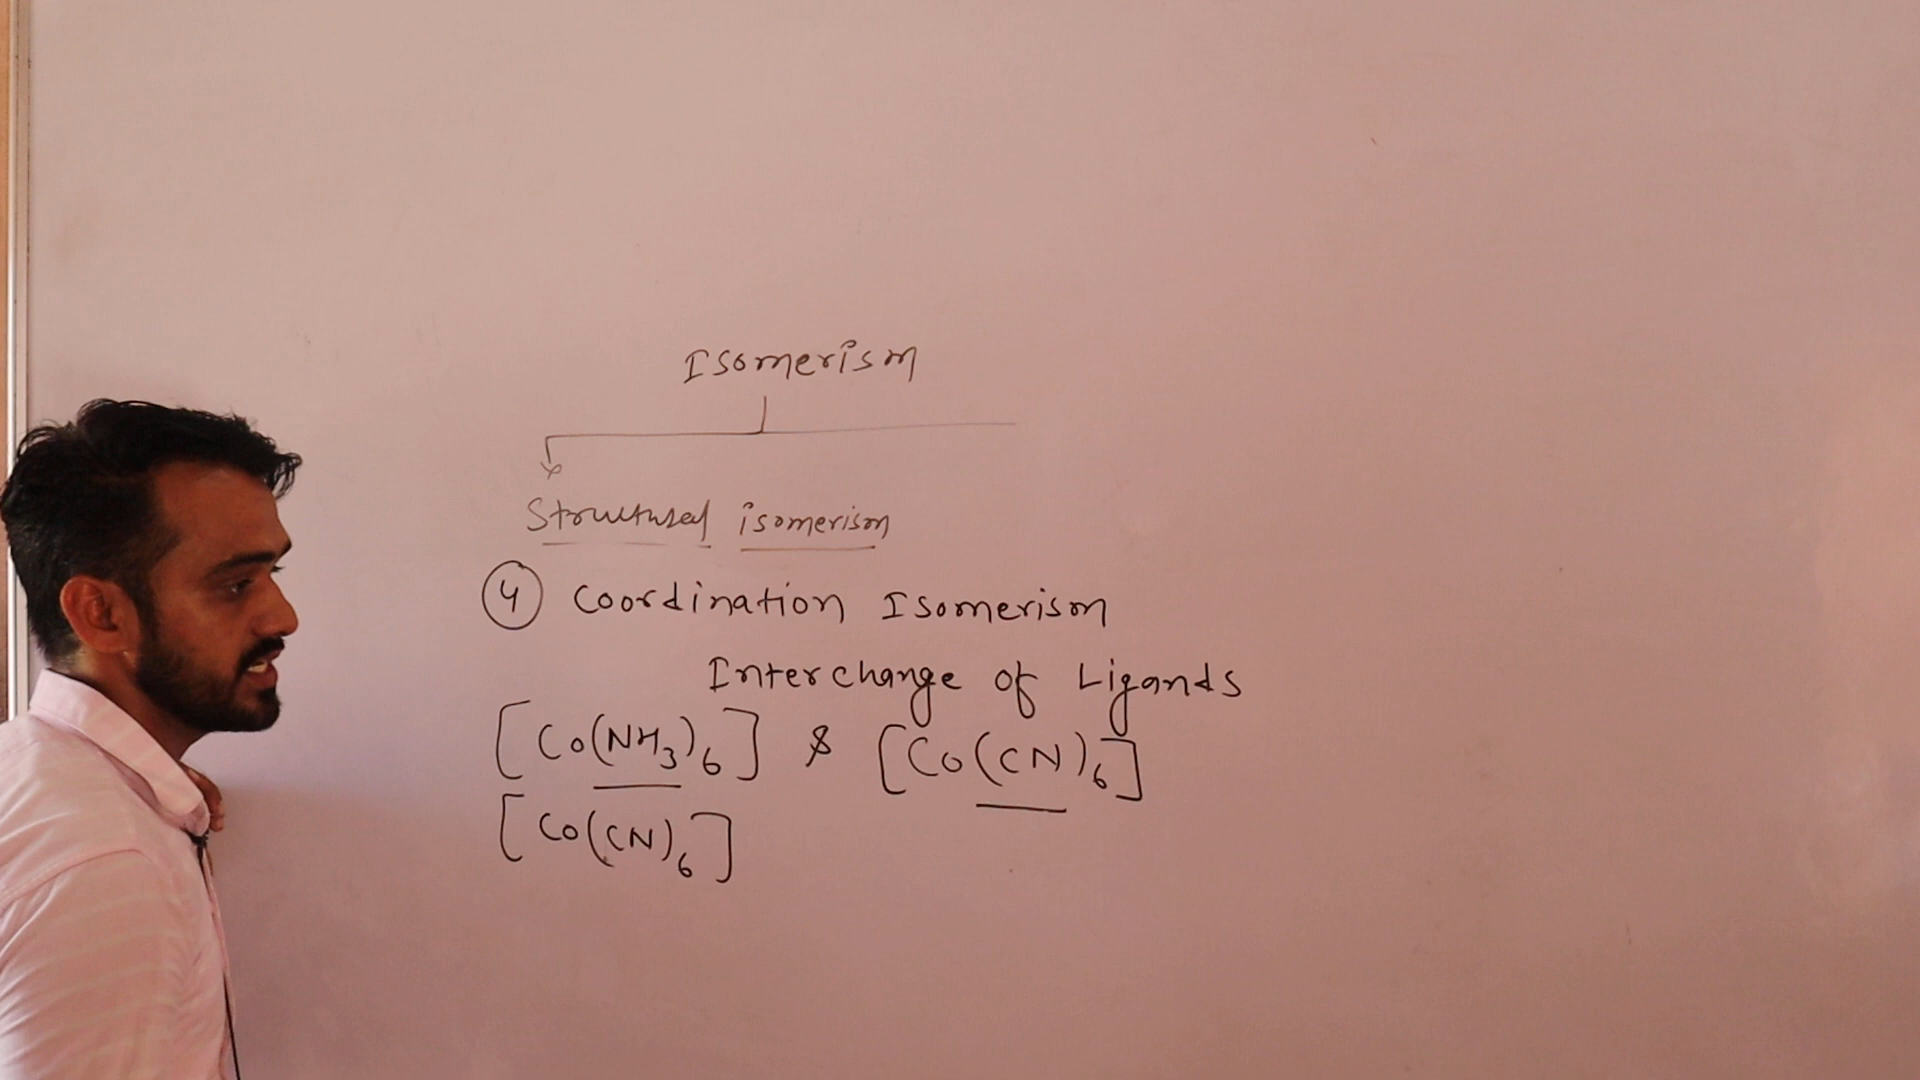 Isomerism
Structural isomerism
4 Coordination Isomerism
Interchange of Ligands
[Co(NH₃)₆] & [Co(CN)₆]
[Co(CN)₆]